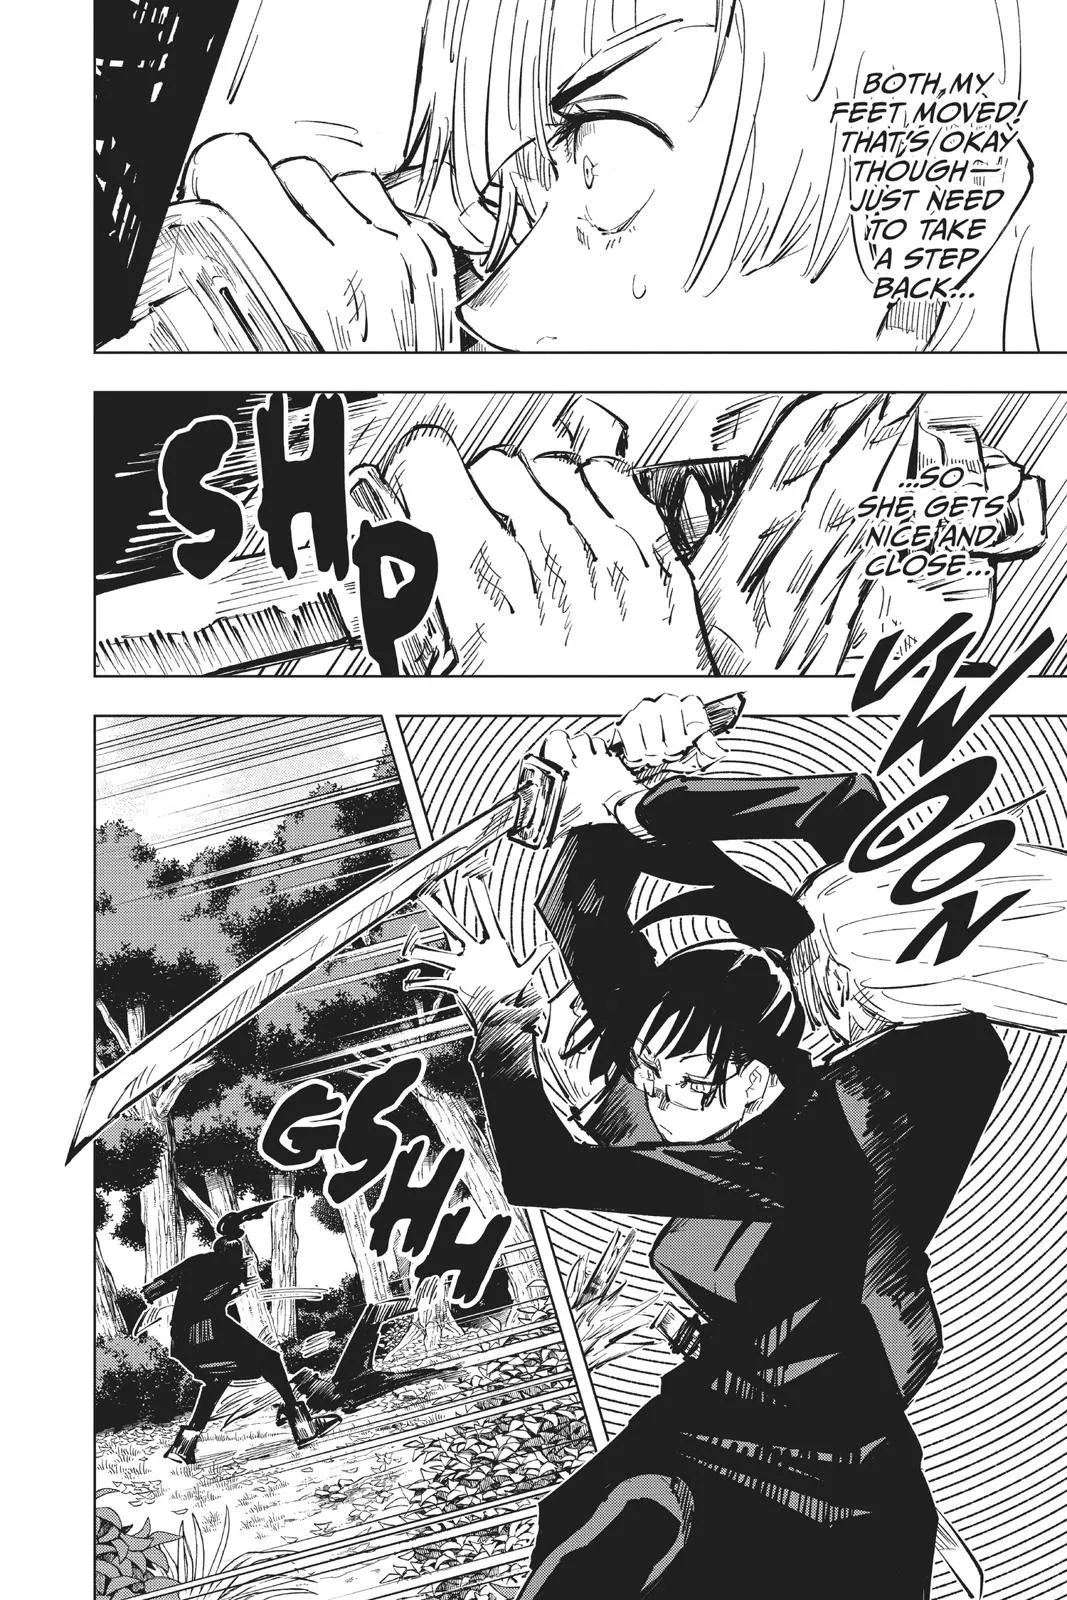 BOTH MY
FEET MOVED!
THAT'S OKAY
THOUGH—
JUST NEED
TO TAKE
A STEP
BACK...
...SO
SHE GETS
NICE AND
CLOSE...
SHP
VWOON
GSHHH